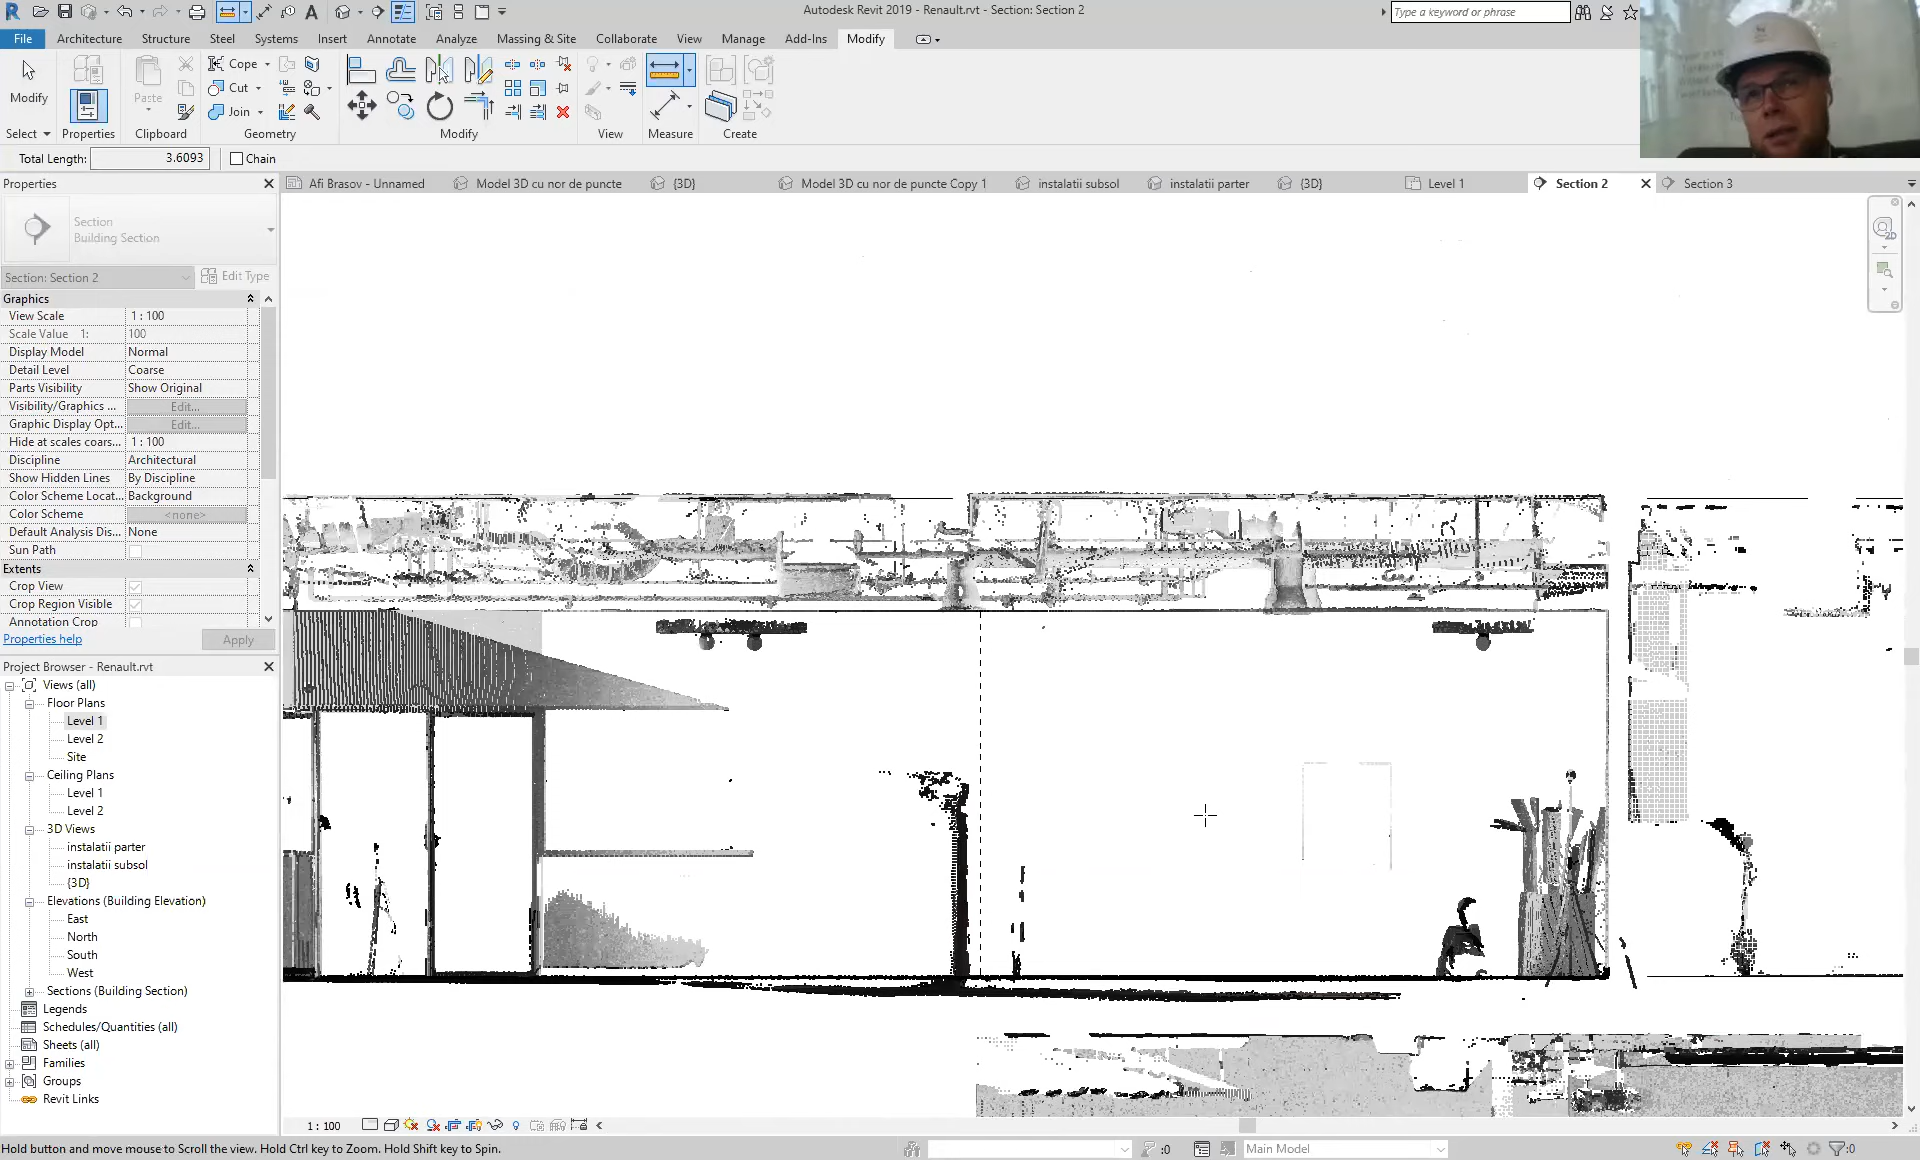 Autodesk Revit 2019 - Renault.rvt - Section: Section 2
Type a keyword or phrase
File Architecture Structure Steel Systems Insert Annotate Analyze Massing & Site Collaborate View Manage Add-Ins Modify
Modify
Paste
Cope
Cut
Join
Select Properties Clipboard Geometry Modify View Measure Create
Total Length: 3.6093 Chain
Properties
Afi Brasov - Unnamed
Model 3D cu nor de puncte
{3D}
Model 3D cu nor de puncte Copy 1
instalatii subsol
instalatii parter
{3D}
Level 1
Section 2
Section 3
Section
Building Section
Section: Section 2
Edit Type
Graphics
View Scale 1 : 100
Scale Value 1: 100
Display Model Normal
Detail Level Coarse
Parts Visibility Show Original
Visibility/Graphics ... Edit...
Graphic Display Opt... Edit...
Hide at scales coars... 1 : 100
Discipline Architectural
Show Hidden Lines By Discipline
Color Scheme Locat... Background
Color Scheme <none>
Default Analysis Dis... None
Sun Path
Extents
Crop View
Crop Region Visible
Annotation Crop
Properties help
Apply
Project Browser - Renault.rvt
Views (all)
Floor Plans
Level 1
Level 2
Site
Ceiling Plans
Level 1
Level 2
3D Views
instalatii parter
instalatii subsol
{3D}
Elevations (Building Elevation)
East
North
South
West
Sections (Building Section)
Legends
Schedules/Quantities (all)
Sheets (all)
Families
Groups
Revit Links
2D
1 : 100
Hold button and move mouse to Scroll the view. Hold Ctrl key to Zoom. Hold Shift key to Spin.
:0
Main Model
:0